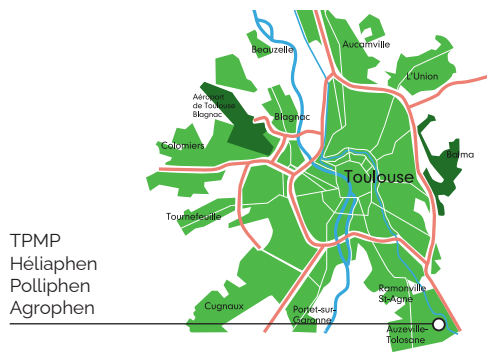 Beauzelle
Aucamville
L'Union
Aéroport
de Toulouse
Blagnac
Blagnac
Colomiers
Balma
Toulouse
Tournefeuille
TPMP
Héliaphen
Polliphen
Agrophen
Cugnaux
Portet-sur-
Garonne
Ramonville
St-Agne
Auzeville-
Tolosane